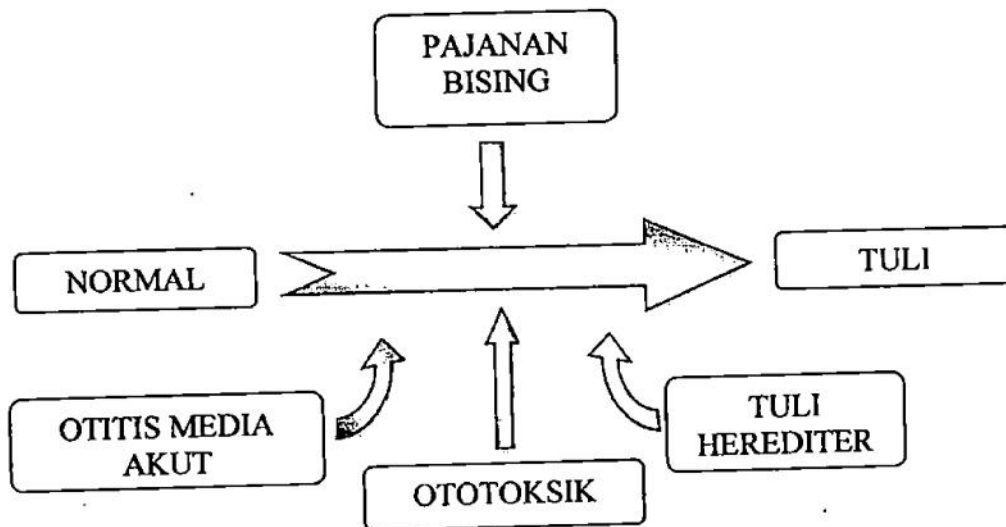 PAJANAN
BISING
NORMAL
TULI
OTITIS MEDIA
AKUT
OTOTOKSIK
TULI
HEREDITER